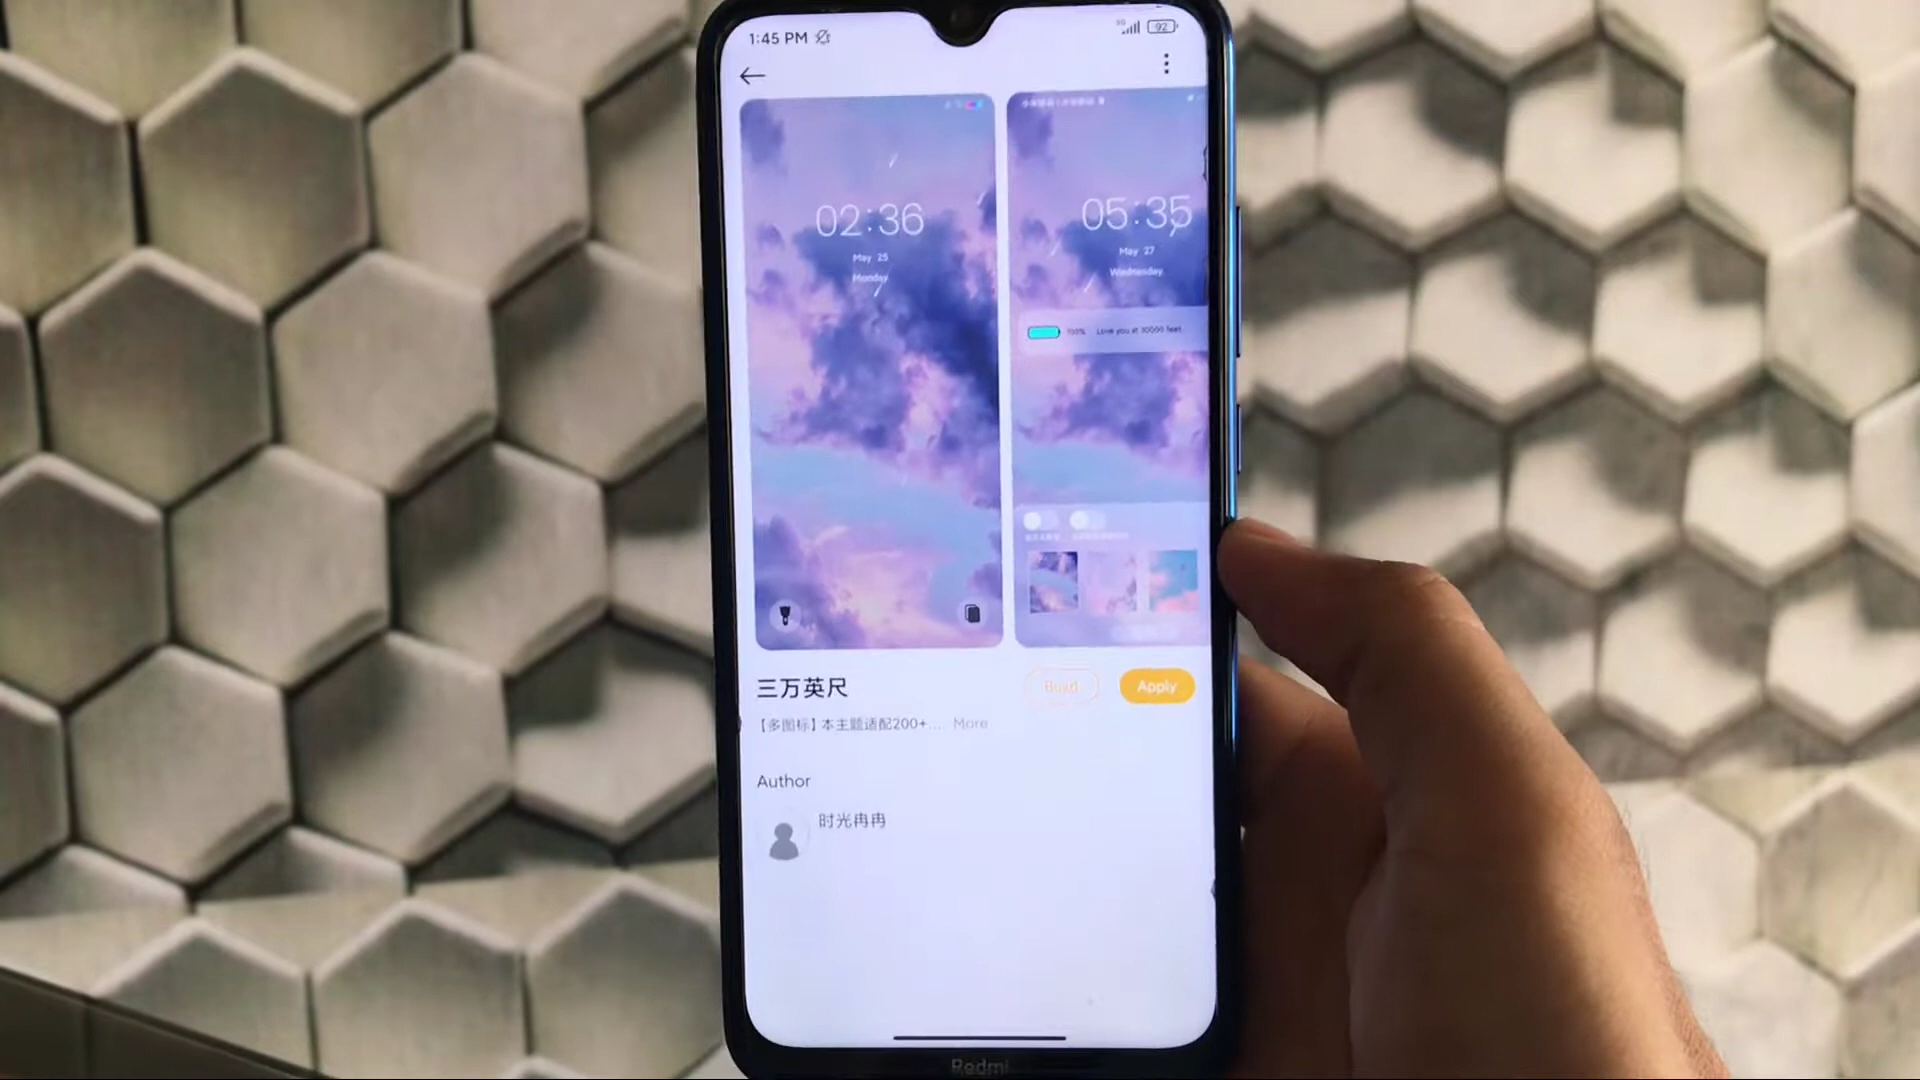 1:45 PM
3G 92
02:36
May 25
Monday
05:35
May 27
Wednesday
100% Love you at 30000 feet
三万英尺
Build
Apply
【多图标】本主题适配200+... More
Author
时光冉冉
Redmi